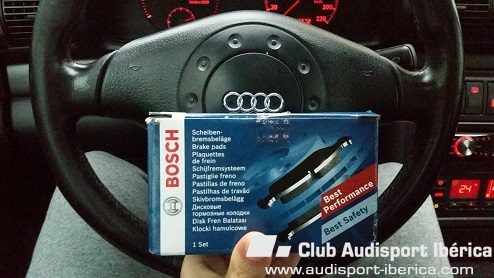 BOSCH
Scheiben-
bremsbeläge
Brake pads
Plaquettes
de frein
Schijfremsysteem
Pastiglie freno
Pastillas de freno
Pastilhas de travão
Skivbromsbelägg
Дисковые
тормозные колодки
Disk Fren Balatası
Klocki hamulcowe
1 Set
Best
Performance
Best Safety
220
24
Club Audisport Ibérica
www.audisport-iberica.com